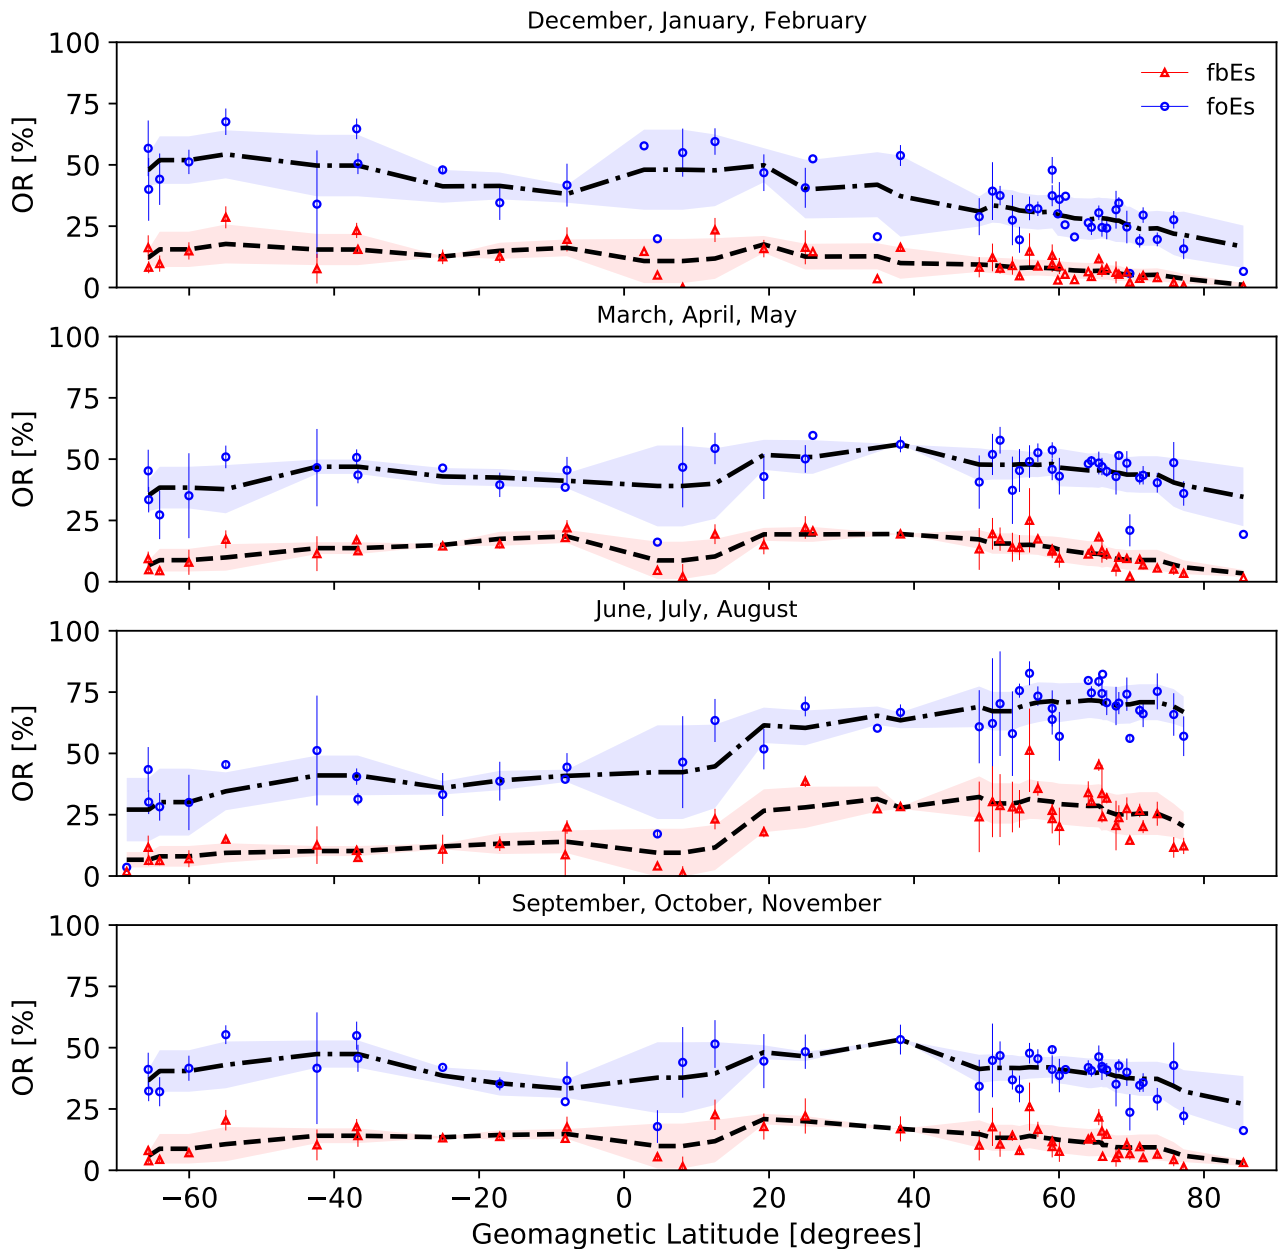 December, January, February
100
75
50
25
0
OR [%]
fbEs
foEs
March, April, May
100
75
50
25
0
OR [%]
June, July, August
100
75
50
25
0
OR [%]
September, October, November
100
75
50
25
0
OR [%]
−60 −40 −20 0 20 40 60 80
Geomagnetic Latitude [degrees]